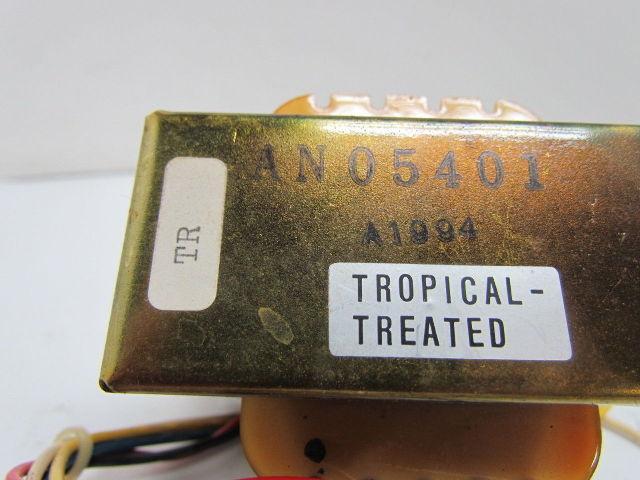 AN05401
A1994
TR
TROPICAL-
TREATED